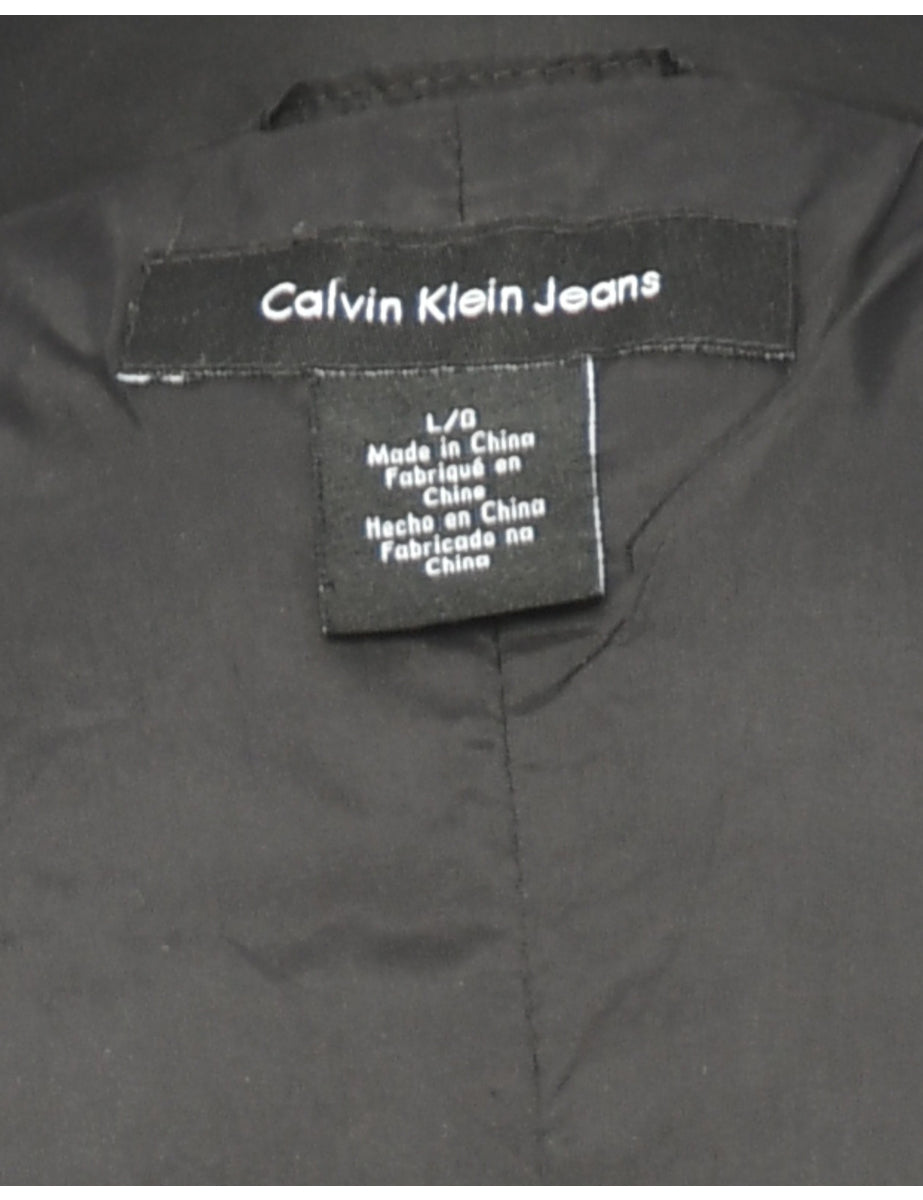 Calvin Klein Jeans
L/G
Made in China
Fabriqué en
Chine
Hecho en China
Fabricado na
China